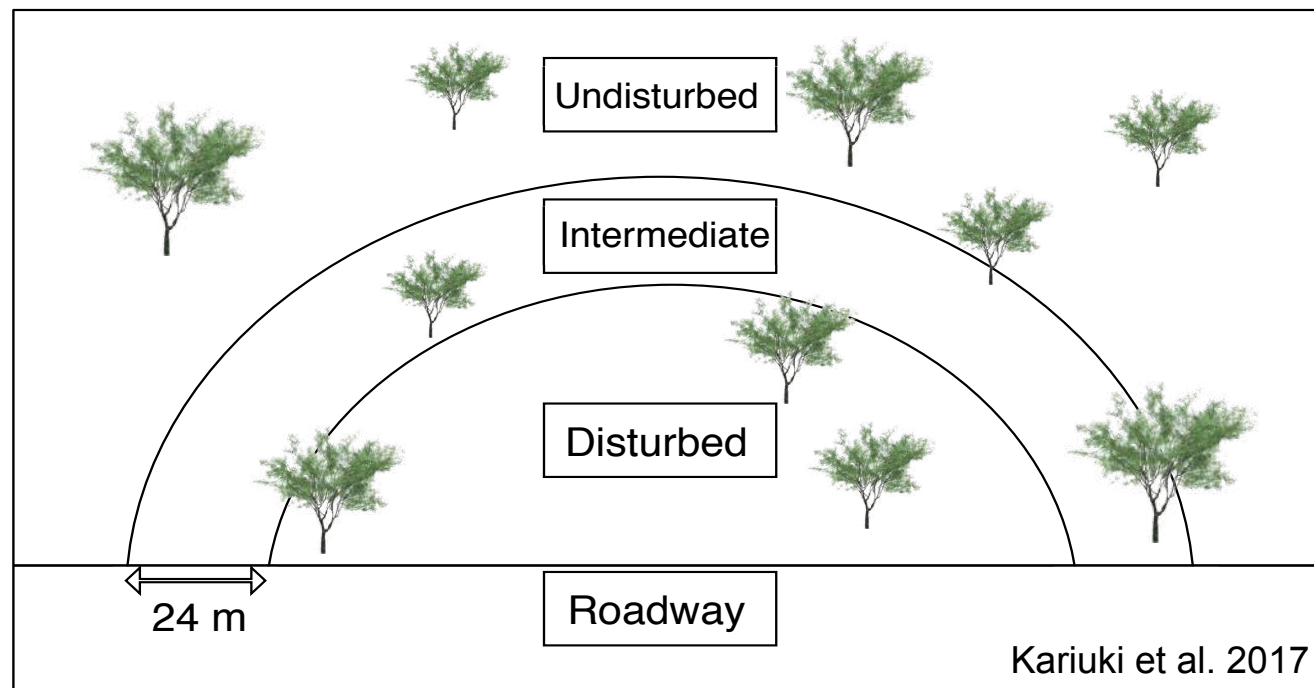 Undisturbed
Intermediate
Disturbed
24 m
Roadway
Kariuki et al. 2017